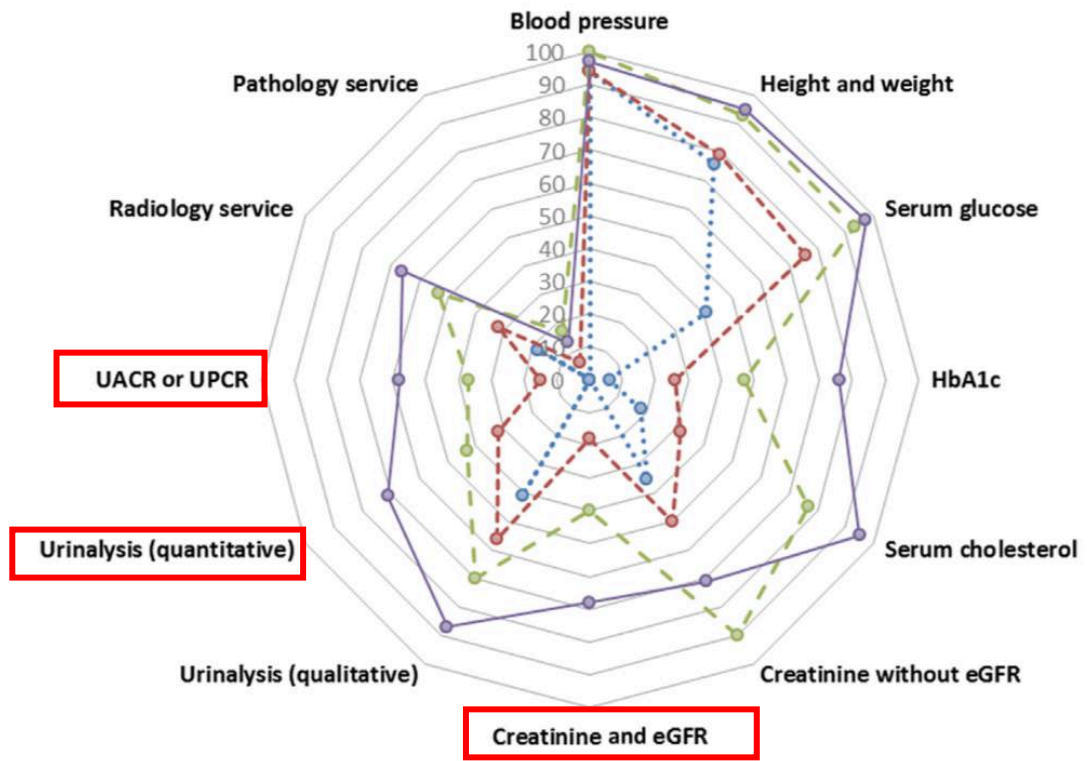 Blood pressure
Pathology service
100
Height and weight
90
80
70
60
Radiology service
50
Serum glucose
40
30
20
10
UACR or UPCR
0
HbA1c
Urinalysis (quantitative)
Serum cholesterol
Urinalysis (qualitative)
Creatinine without eGFR
Creatinine and eGFR